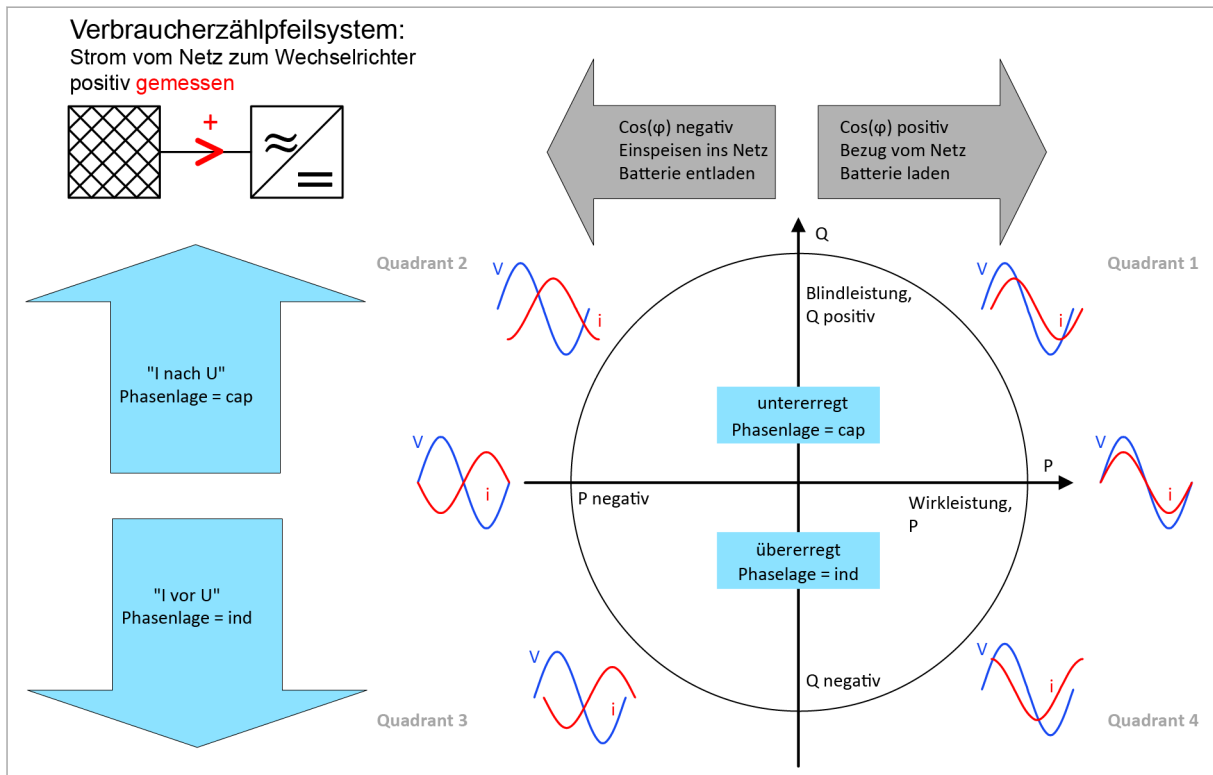 Verbraucherzählpfeilsystem:
Strom vom Netz zum Wechselrichter
positiv gemessen
+
≈
=
Cos(φ) negativ
Einspeisen ins Netz
Batterie entladen
Cos(φ) positiv
Bezug vom Netz
Batterie laden
Q
Quadrant 2
V
i
V
i
Quadrant 1
Blindleistung,
Q positiv
"I nach U"
Phasenlage = cap
untererregt
Phasenlage = cap
V
i
P negativ
P
Wirkleistung,
P
V
i
übererregt
Phaselage = ind
"I vor U"
Phasenlage = ind
V
i
Q negativ
V
i
Quadrant 3
Quadrant 4